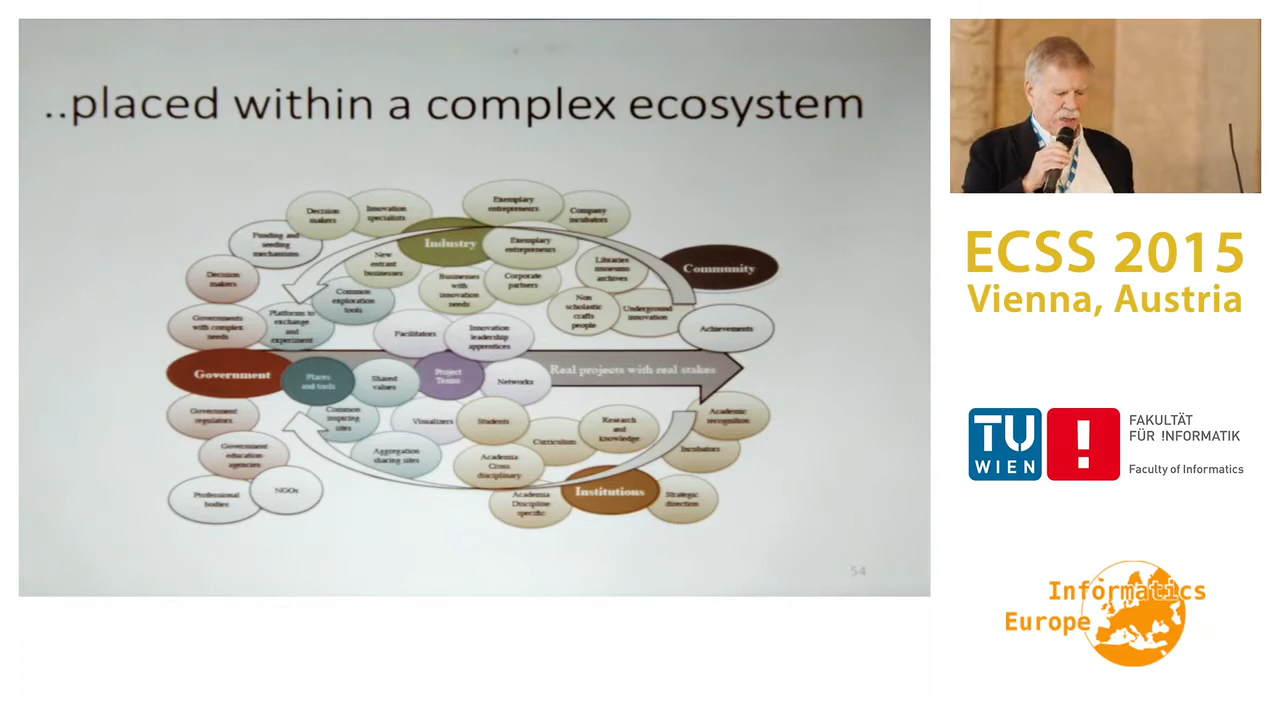 ..placed within a complex ecosystem
Decision
makers
Innovation
specialists
Exemplary
entrepreneurs
Company
incubators
Funding and
seeding
mechanisms
Industry
Exemplary
entrepreneurs
New
entrant
businesses
Libraries
museums
archives
Community
Decision
makers
Common
exploration
tools
Businesses
with
innovation
needs
Corporate
partners
Non
scholastic
crafts
people
Underground
innovation
Governments
with complex
needs
Platforms to
exchange
and
experiment
Facilitators
Innovation
leadership
apprentices
Achievements
Government
Places
and tools
Shared
values
Project
Teams
Networks
Real projects with real stakes
Government
regulators
Common
inspiring
sites
Visualizers
Students
Curriculum
Research
and
knowledge
Academic
recognition
Government
education
agencies
Aggregation
sharing sites
Academia
Cross
disciplinary
Incubators
Professional
bodies
NGOs
Academia
Discipline
specific
Institutions
Strategic
direction
54
ECSS 2015
Vienna, Austria
TU
WIEN
!
FAKULTÄT
FÜR !NFORMATIK
Faculty of Informatics
Informatics
Europe